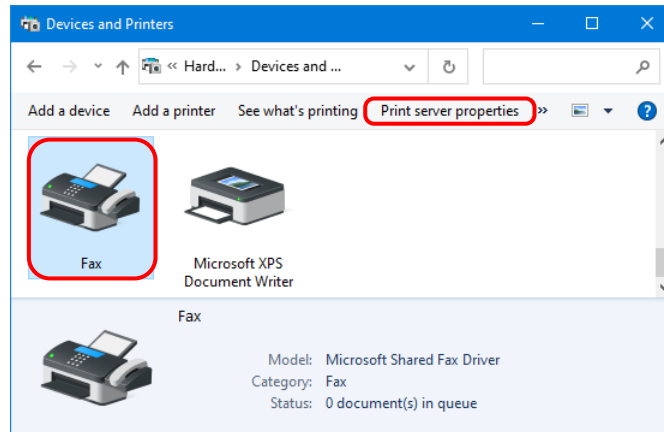 Devices and Printers
« Hard... › Devices and ...
Add a device Add a printer See what's printing Print server properties »
Fax
Microsoft XPS
Document Writer
Fax
Model: Microsoft Shared Fax Driver
Category: Fax
Status: 0 document(s) in queue